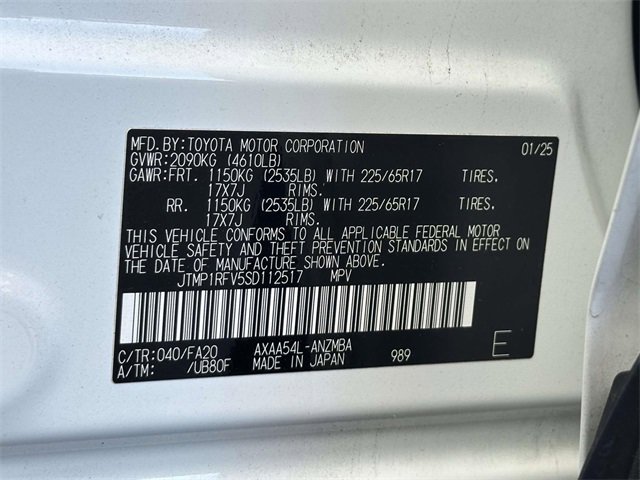 MFD.BY:TOYOTA MOTOR CORPORATION 01/25
GVWR:2090KG (4610LB)
GAWR:FRT. 1150KG (2535LB) WITH 225/65R17 TIRES.
17X7J RIMS.
RR. 1150KG (2535LB) WITH 225/65R17 TIRES.
17X7J RIMS.
THIS VEHICLE CONFORMS TO ALL APPLICABLE FEDERAL MOTOR
VEHICLE SAFETY AND THEFT PREVENTION STANDARDS IN EFFECT
ON THE DATE OF MANUFACTURE SHOWN ABOVE.
JTMP1RFV5SD112517 MPV
C/TR:040/FA20 AXAA54L-ANZMBA
A/TM: /UB80F MADE IN JAPAN 989 E